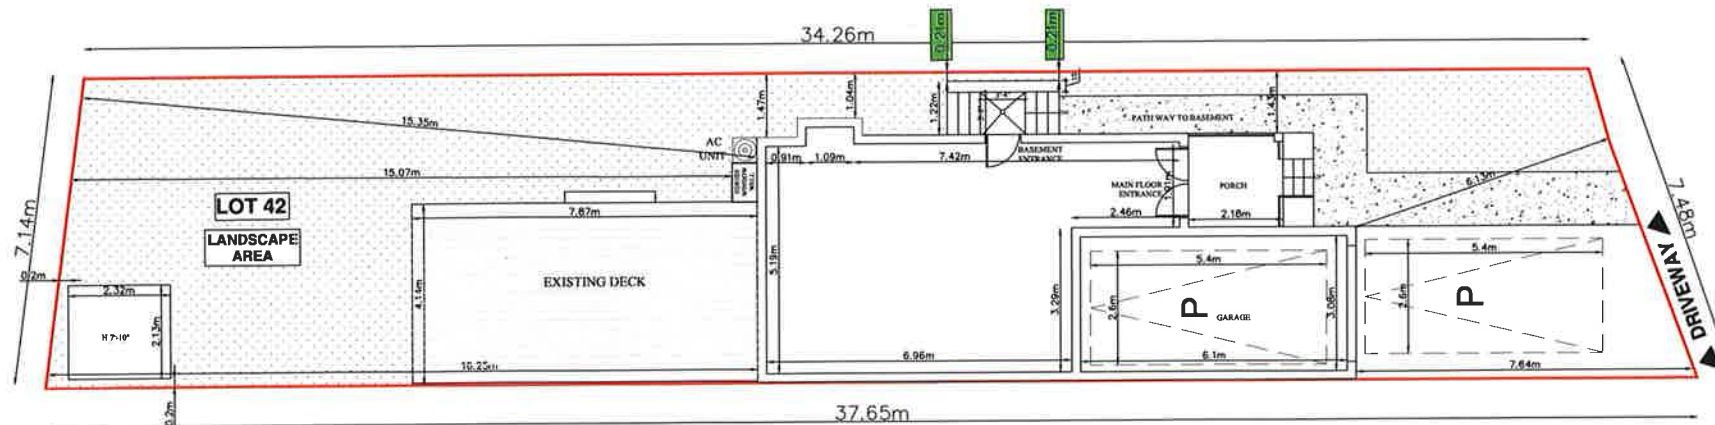 34.26m
0.21m
0.21m
1.47m
1.04m
1.22m
1.43m
15.35m
AC
UNIT
PATH WAY TO BASEMENT
0.91m
1.09m
7.42m
BASEMENT
ENTRANCE
15.07m
MAIN FLOOR
ENTRANCE
PORCH
6.13m
7.14m
7.48m
LOT 42
7.87m
2.46m
2.18m
LANDSCAPE
AREA
5.19m
5.4m
5.4m
0.2m
4.14m
EXISTING DECK
3.29m
2.6m
P
GARAGE
3.06m
2.6m
P
DRIVEWAY
2.32m
H 7'-10"
2.13m
6.96m
6.1m
7.64m
16.25m
0.2m
37.65m